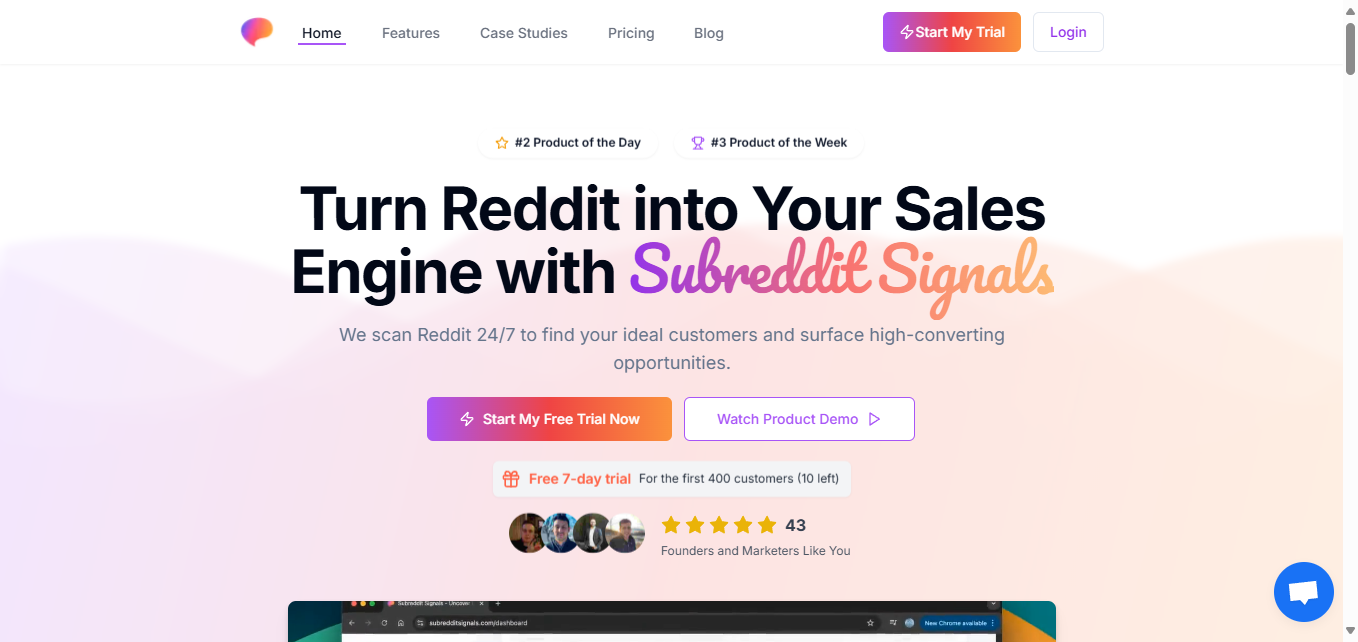 Home Features Case Studies Pricing Blog Start My Trial Login
#2 Product of the Day #3 Product of the Week
Turn Reddit into Your Sales
Engine with Subreddit Signals
We scan Reddit 24/7 to find your ideal customers and surface high-converting
opportunities.
Start My Free Trial Now Watch Product Demo
Free 7-day trial For the first 400 customers (10 left)
43
Founders and Marketers Like You
Subreddit Signals - Uncover
subredditsignals.com/dashboard New Chrome available